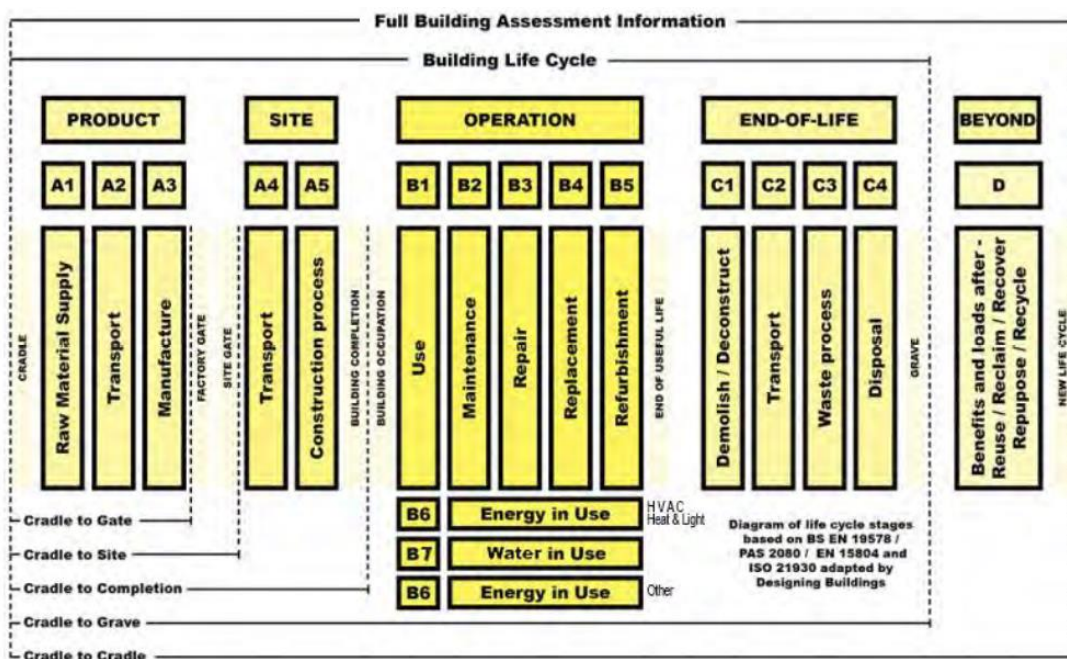 Full Building Assessment Information
Building Life Cycle
PRODUCT
SITE
OPERATION
END-OF-LIFE
BEYOND
A1
A2
A3
A4
A5
B1
B2
B3
B4
B5
C1
C2
C3
C4
D
CRADLE
Raw Material Supply
Transport
Manufacture
FACTORY GATE
SITE GATE
Transport
Construction process
BUILDING COMPLETION
BUILDING OCCUPATION
Use
Maintenance
Repair
Replacement
Refurbishment
END OF USEFUL LIFE
Demolish / Deconstruct
Transport
Waste process
Disposal
GRAVE
Benefits and loads after -
Reuse / Reclaim / Recover
Repupose / Recycle
NEW LIFE CYCLE
B6
Energy in Use
HVAC
Heat & Light
B7
Water in Use
B6
Energy in Use
Other
Cradle to Gate
Cradle to Site
Cradle to Completion
Cradle to Grave
Cradle to Cradle
Diagram of life cycle stages
based on BS EN 19578 /
PAS 2080 / EN 15804 and
ISO 21930 adapted by
Designing Buildings